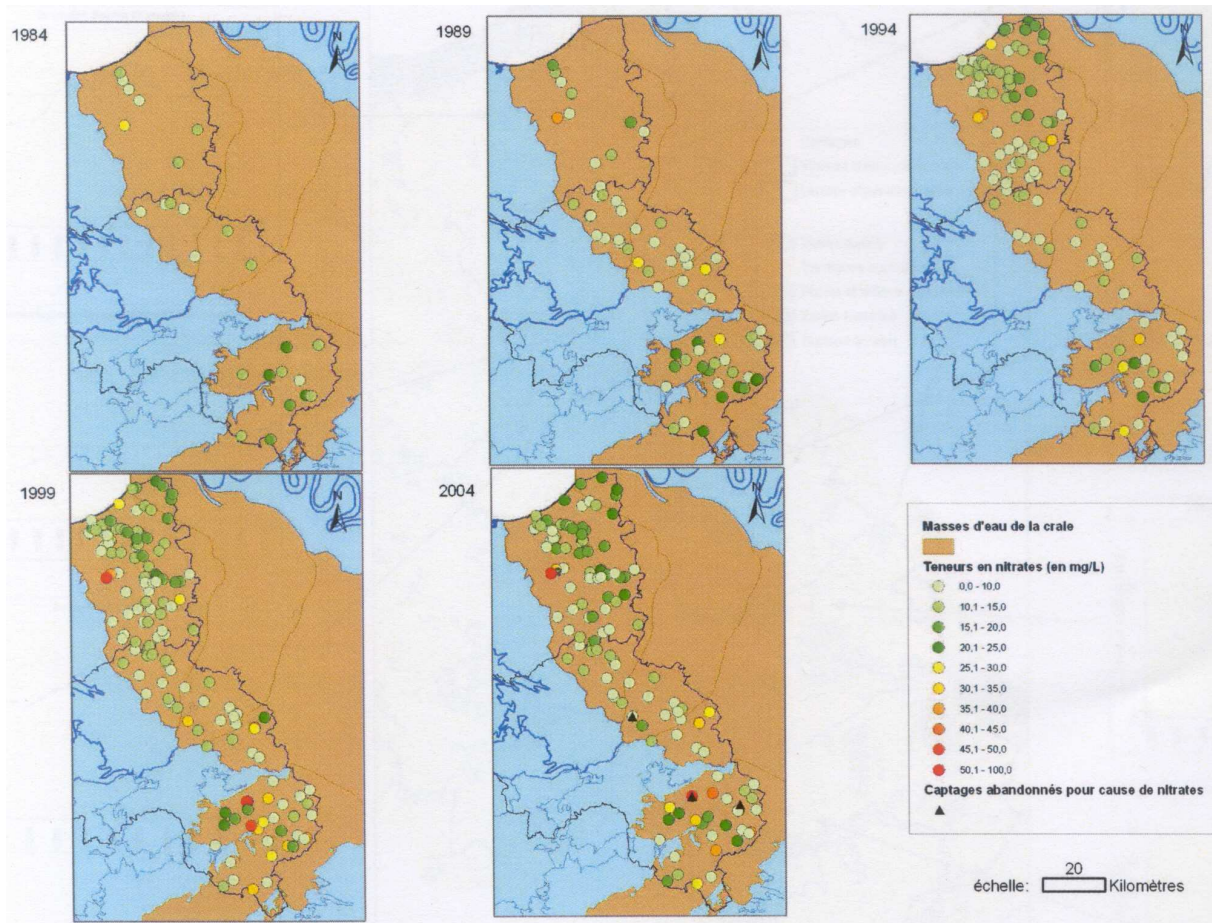 1984
N
1989
N
1994
N
1999
N
2004
N
Masses d'eau de la craie
Teneurs en nitrates (en mg/L)
0,0 - 10,0
10,1 - 15,0
15,1 - 20,0
20,1 - 25,0
25,1 - 30,0
30,1 - 35,0
35,1 - 40,0
40,1 - 45,0
45,1 - 50,0
50,1 - 100,0
Captages abandonnés pour cause de nitrates
échelle: 20 Kilomètres